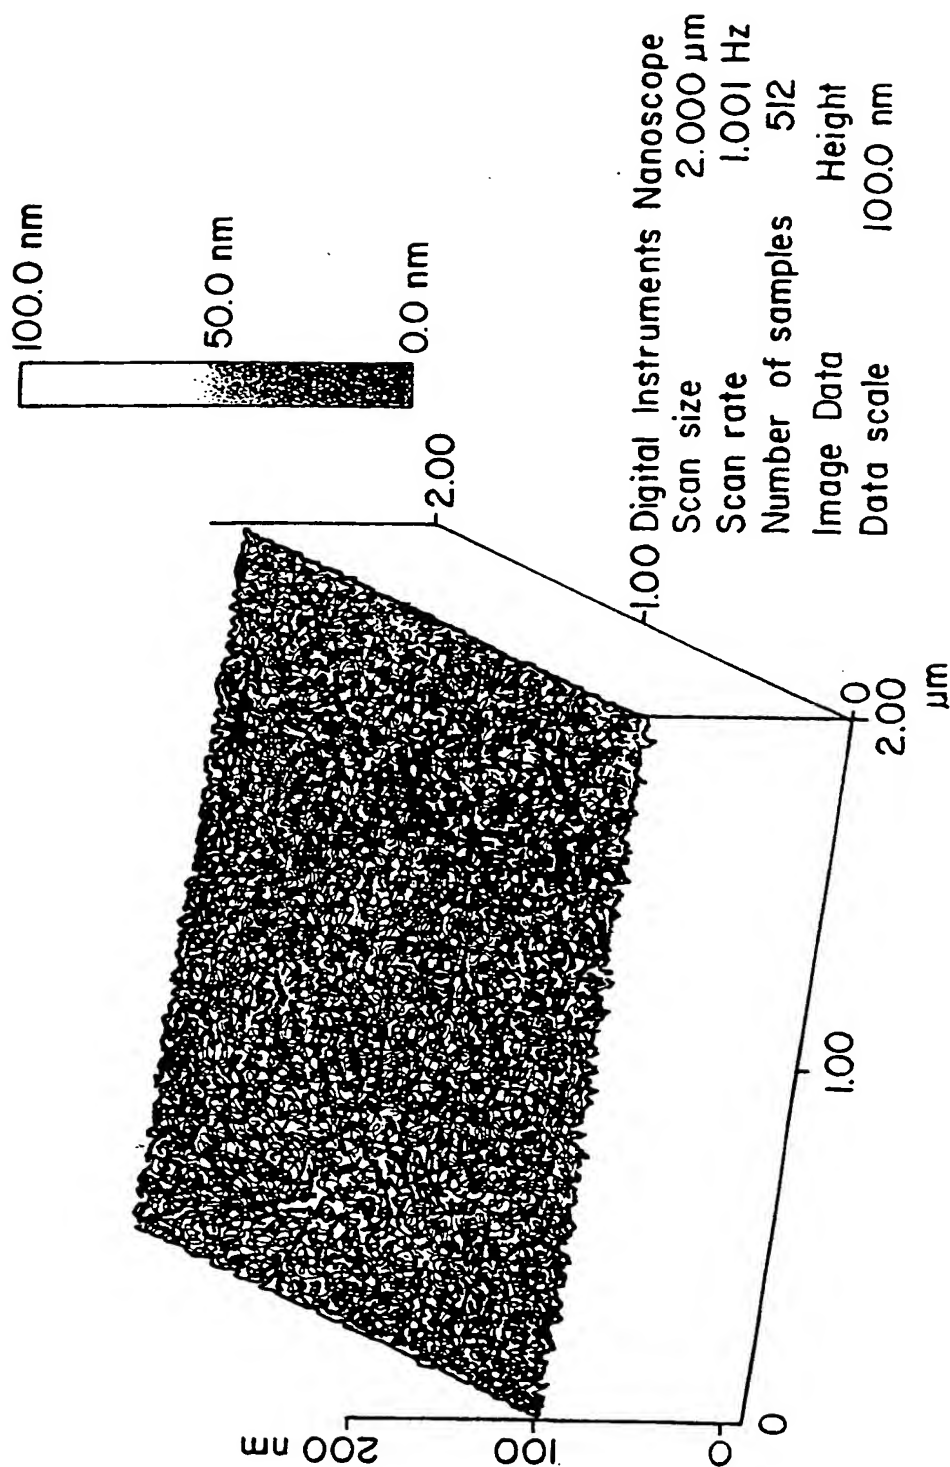 100.0 nm
50.0 nm
0.0 nm
200 nm
100
0
0
1.00
2.00
μm
0
1.00
2.00
Digital Instruments Nanoscope
Scan size 2.000 μm
Scan rate 1.001 Hz
Number of samples 512
Image Data Height
Data scale 100.0 nm